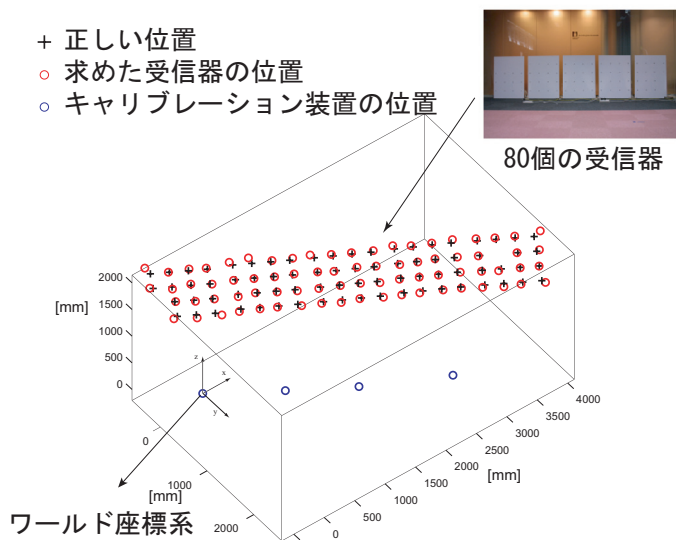 + 正しい位置
○ 求めた受信器の位置
○ キャリブレーション装置の位置
80個の受信器
2000
1500
[mm]
1000
500
0
z
x
y
0
1000
[mm]
2000
0
500
1000
1500
2000
[mm]
2500
3000
3500
4000
ワールド座標系